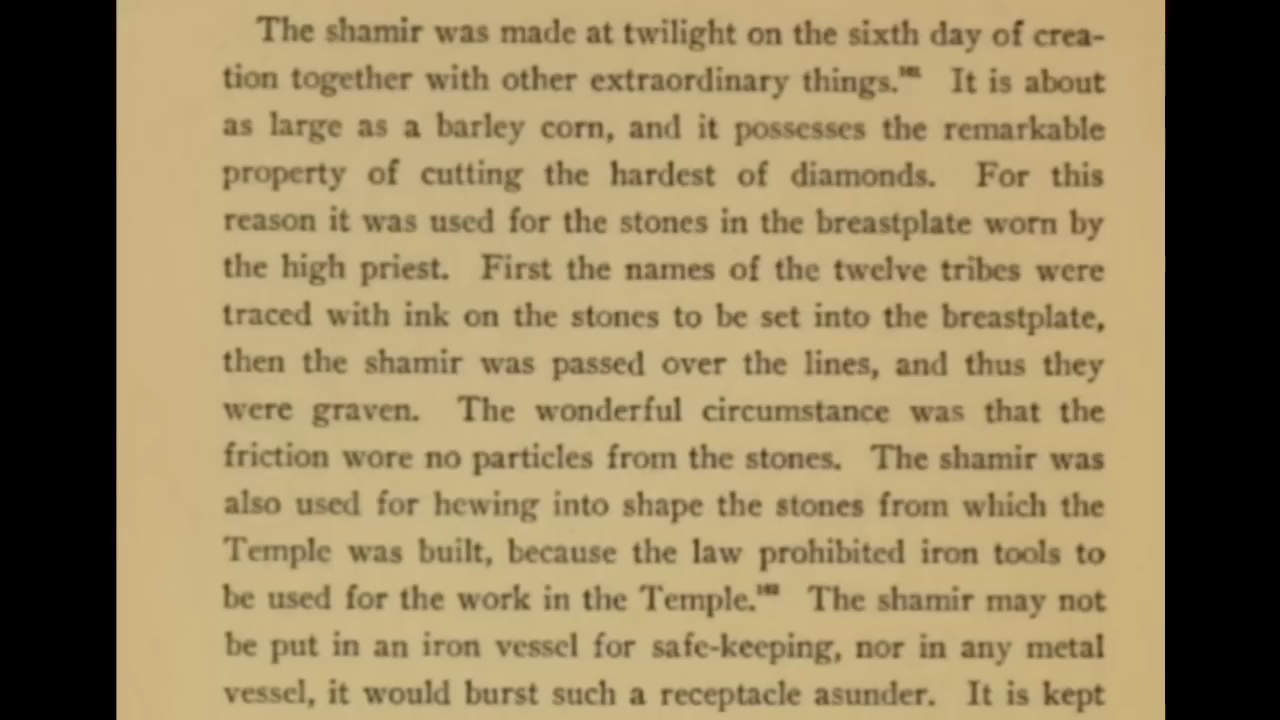 The shamir was made at twilight on the sixth day of crea-
tion together with other extraordinary things. It is about
as large as a barley corn, and it possesses the remarkable
property of cutting the hardest of diamonds. For this
reason it was used for the stones in the breastplate worn by
the high priest. First the names of the twelve tribes were
traced with ink on the stones to be set into the breastplate,
then the shamir was passed over the lines, and thus they
were graven. The wonderful circumstance was that the
friction wore no particles from the stones. The shamir was
also used for hewing into shape the stones from which the
Temple was built, because the law prohibited iron tools to
be used for the work in the Temple. The shamir may not
be put in an iron vessel for safe-keeping, nor in any metal
vessel, it would burst such a receptacle asunder. It is kept